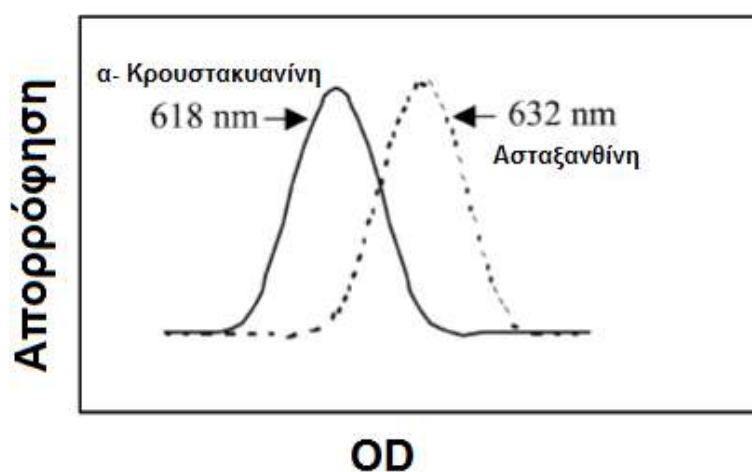 Απορρόφηση
α- Κρουστακυανίνη
618 nm
632 nm
Ασταξανθίνη
OD